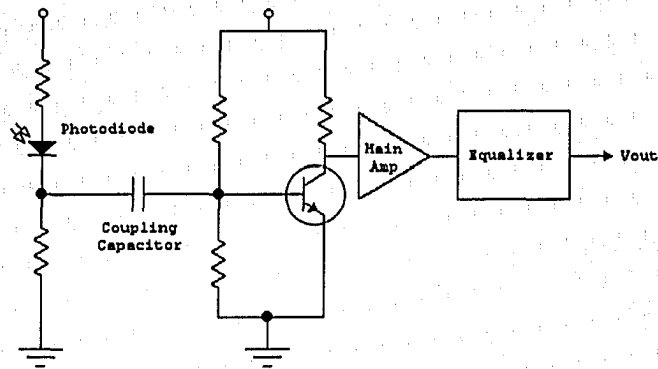 Photodiode
Coupling
Capacitor
Main
Amp
Equalizer
Vout